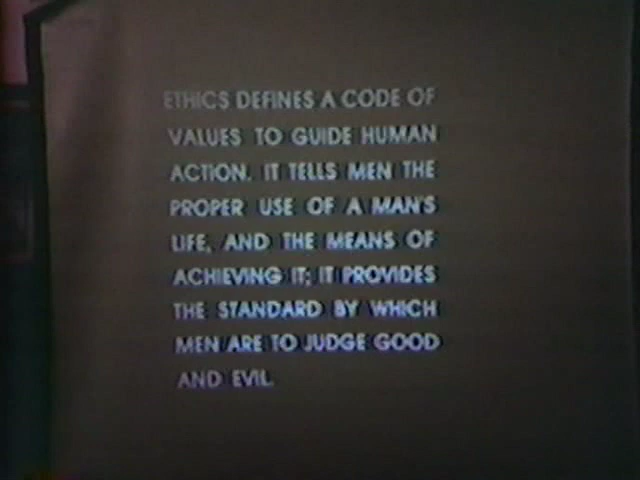 ETHICS DEFINES A CODE OF
VALUES TO GUIDE HUMAN
ACTION. IT TELLS MEN THE
PROPER USE OF A MAN'S
LIFE, AND THE MEANS OF
ACHIEVING IT; IT PROVIDES
THE STANDARD BY WHICH
MEN ARE TO JUDGE GOOD
AND EVIL.